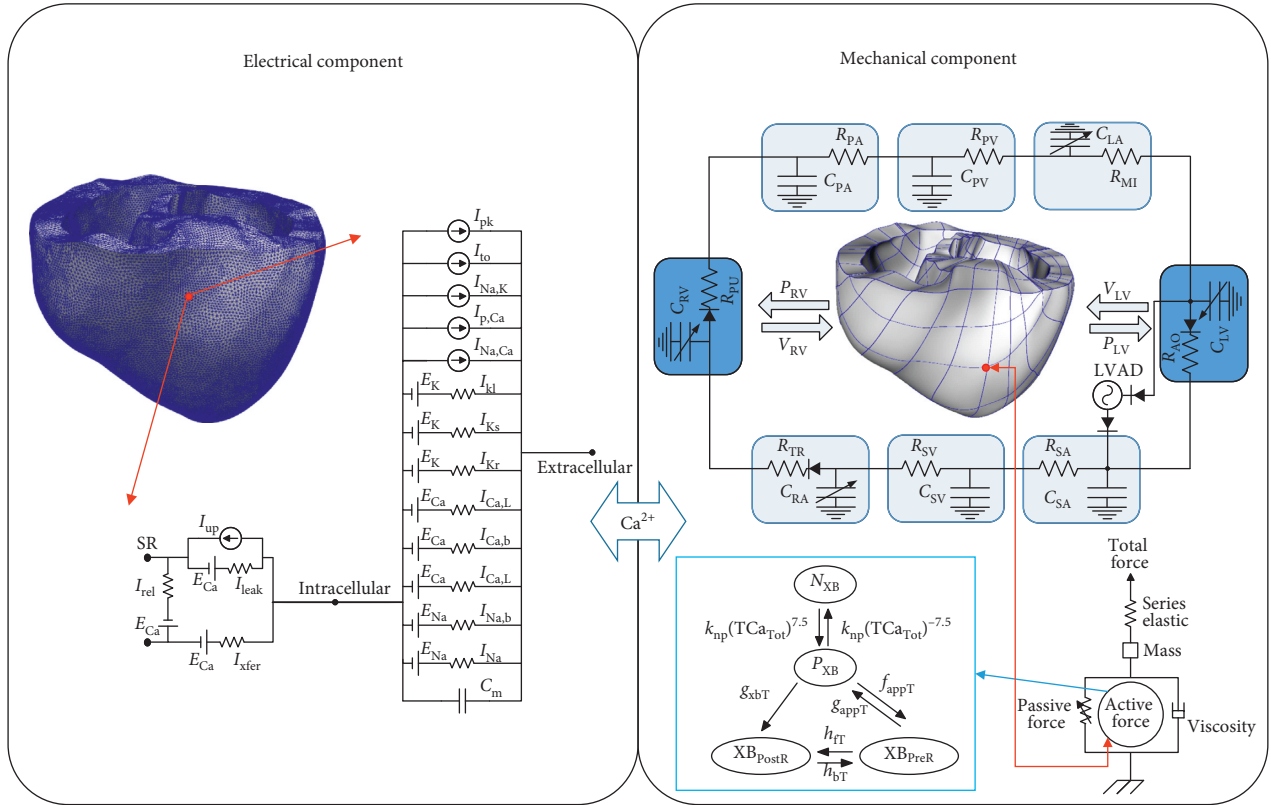 Electrical component
I_pk
I_to
I_Na,K
I_p,Ca
I_Na,Ca
E_K I_kl
E_K I_Ks
E_K I_Kr
E_Ca I_Ca,L
E_Ca I_Ca,b
E_Ca I_Ca,L
E_Na I_Na,b
E_Na I_Na
C_m
Extracellular
Intracellular
SR
I_up
E_Ca I_leak
I_rel
E_Ca
E_Ca I_xfer
Ca²⁺
Mechanical component
R_PA
C_PA
R_PV
C_PV
C_LA
R_MI
C_RV
R_PU
P_RV
V_RV
V_LV
P_LV
R_AO
C_LV
LVAD
R_TR
C_RA
R_SV
C_SV
R_SA
C_SA
N_XB
k_np(TCa_Tot)^7.5
k_np(TCa_Tot)^−7.5
P_XB
g_xbT
f_appT
g_appT
h_fT
XB_PostR
XB_PreR
h_bT
Total
force
Series
elastic
Mass
Passive
force
Active
force
Viscosity